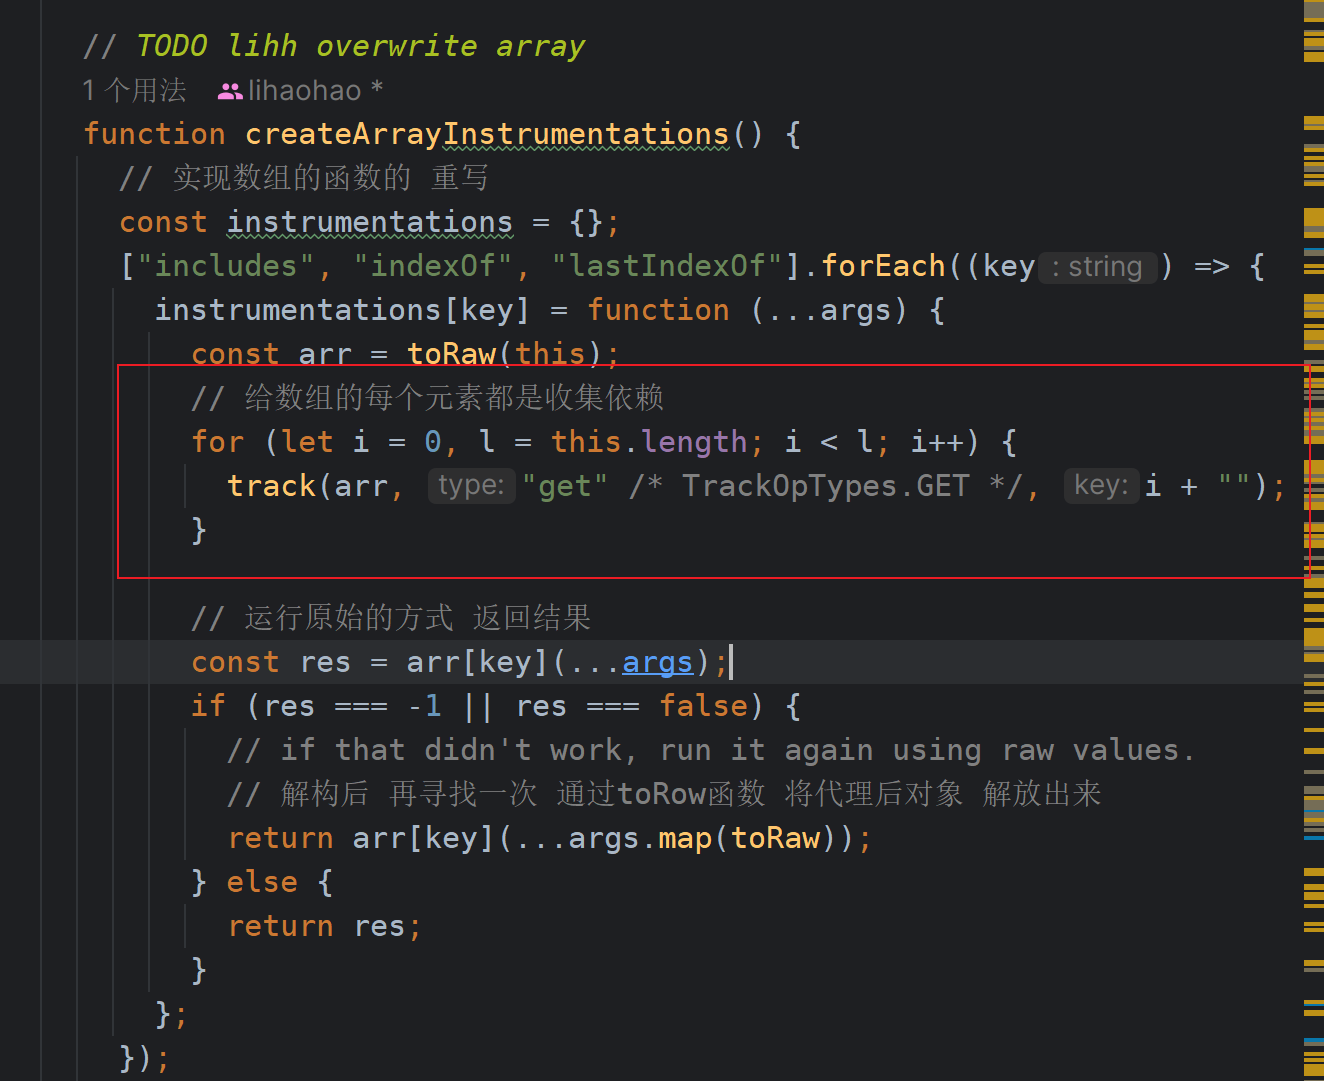 // TODO lihh overwrite array
1 个用法 lihaohao *
function createArrayInstrumentations() {
// 实现数组的函数的 重写
const instrumentations = {};
["includes", "indexOf", "lastIndexOf"].forEach((key : string) => {
instrumentations[key] = function (...args) {
const arr = toRaw(this);
// 给数组的每个元素都是收集依赖
for (let i = 0, l = this.length; i < l; i++) {
track(arr, type: "get" /* TrackOpTypes.GET */, key: i + "");
}
// 运行原始的方式 返回结果
const res = arr[key](...args);
if (res === -1 || res === false) {
// if that didn't work, run it again using raw values.
// 解构后 再寻找一次 通过toRow函数 将代理后对象 解放出来
return arr[key](...args.map(toRaw));
} else {
return res;
}
};
});